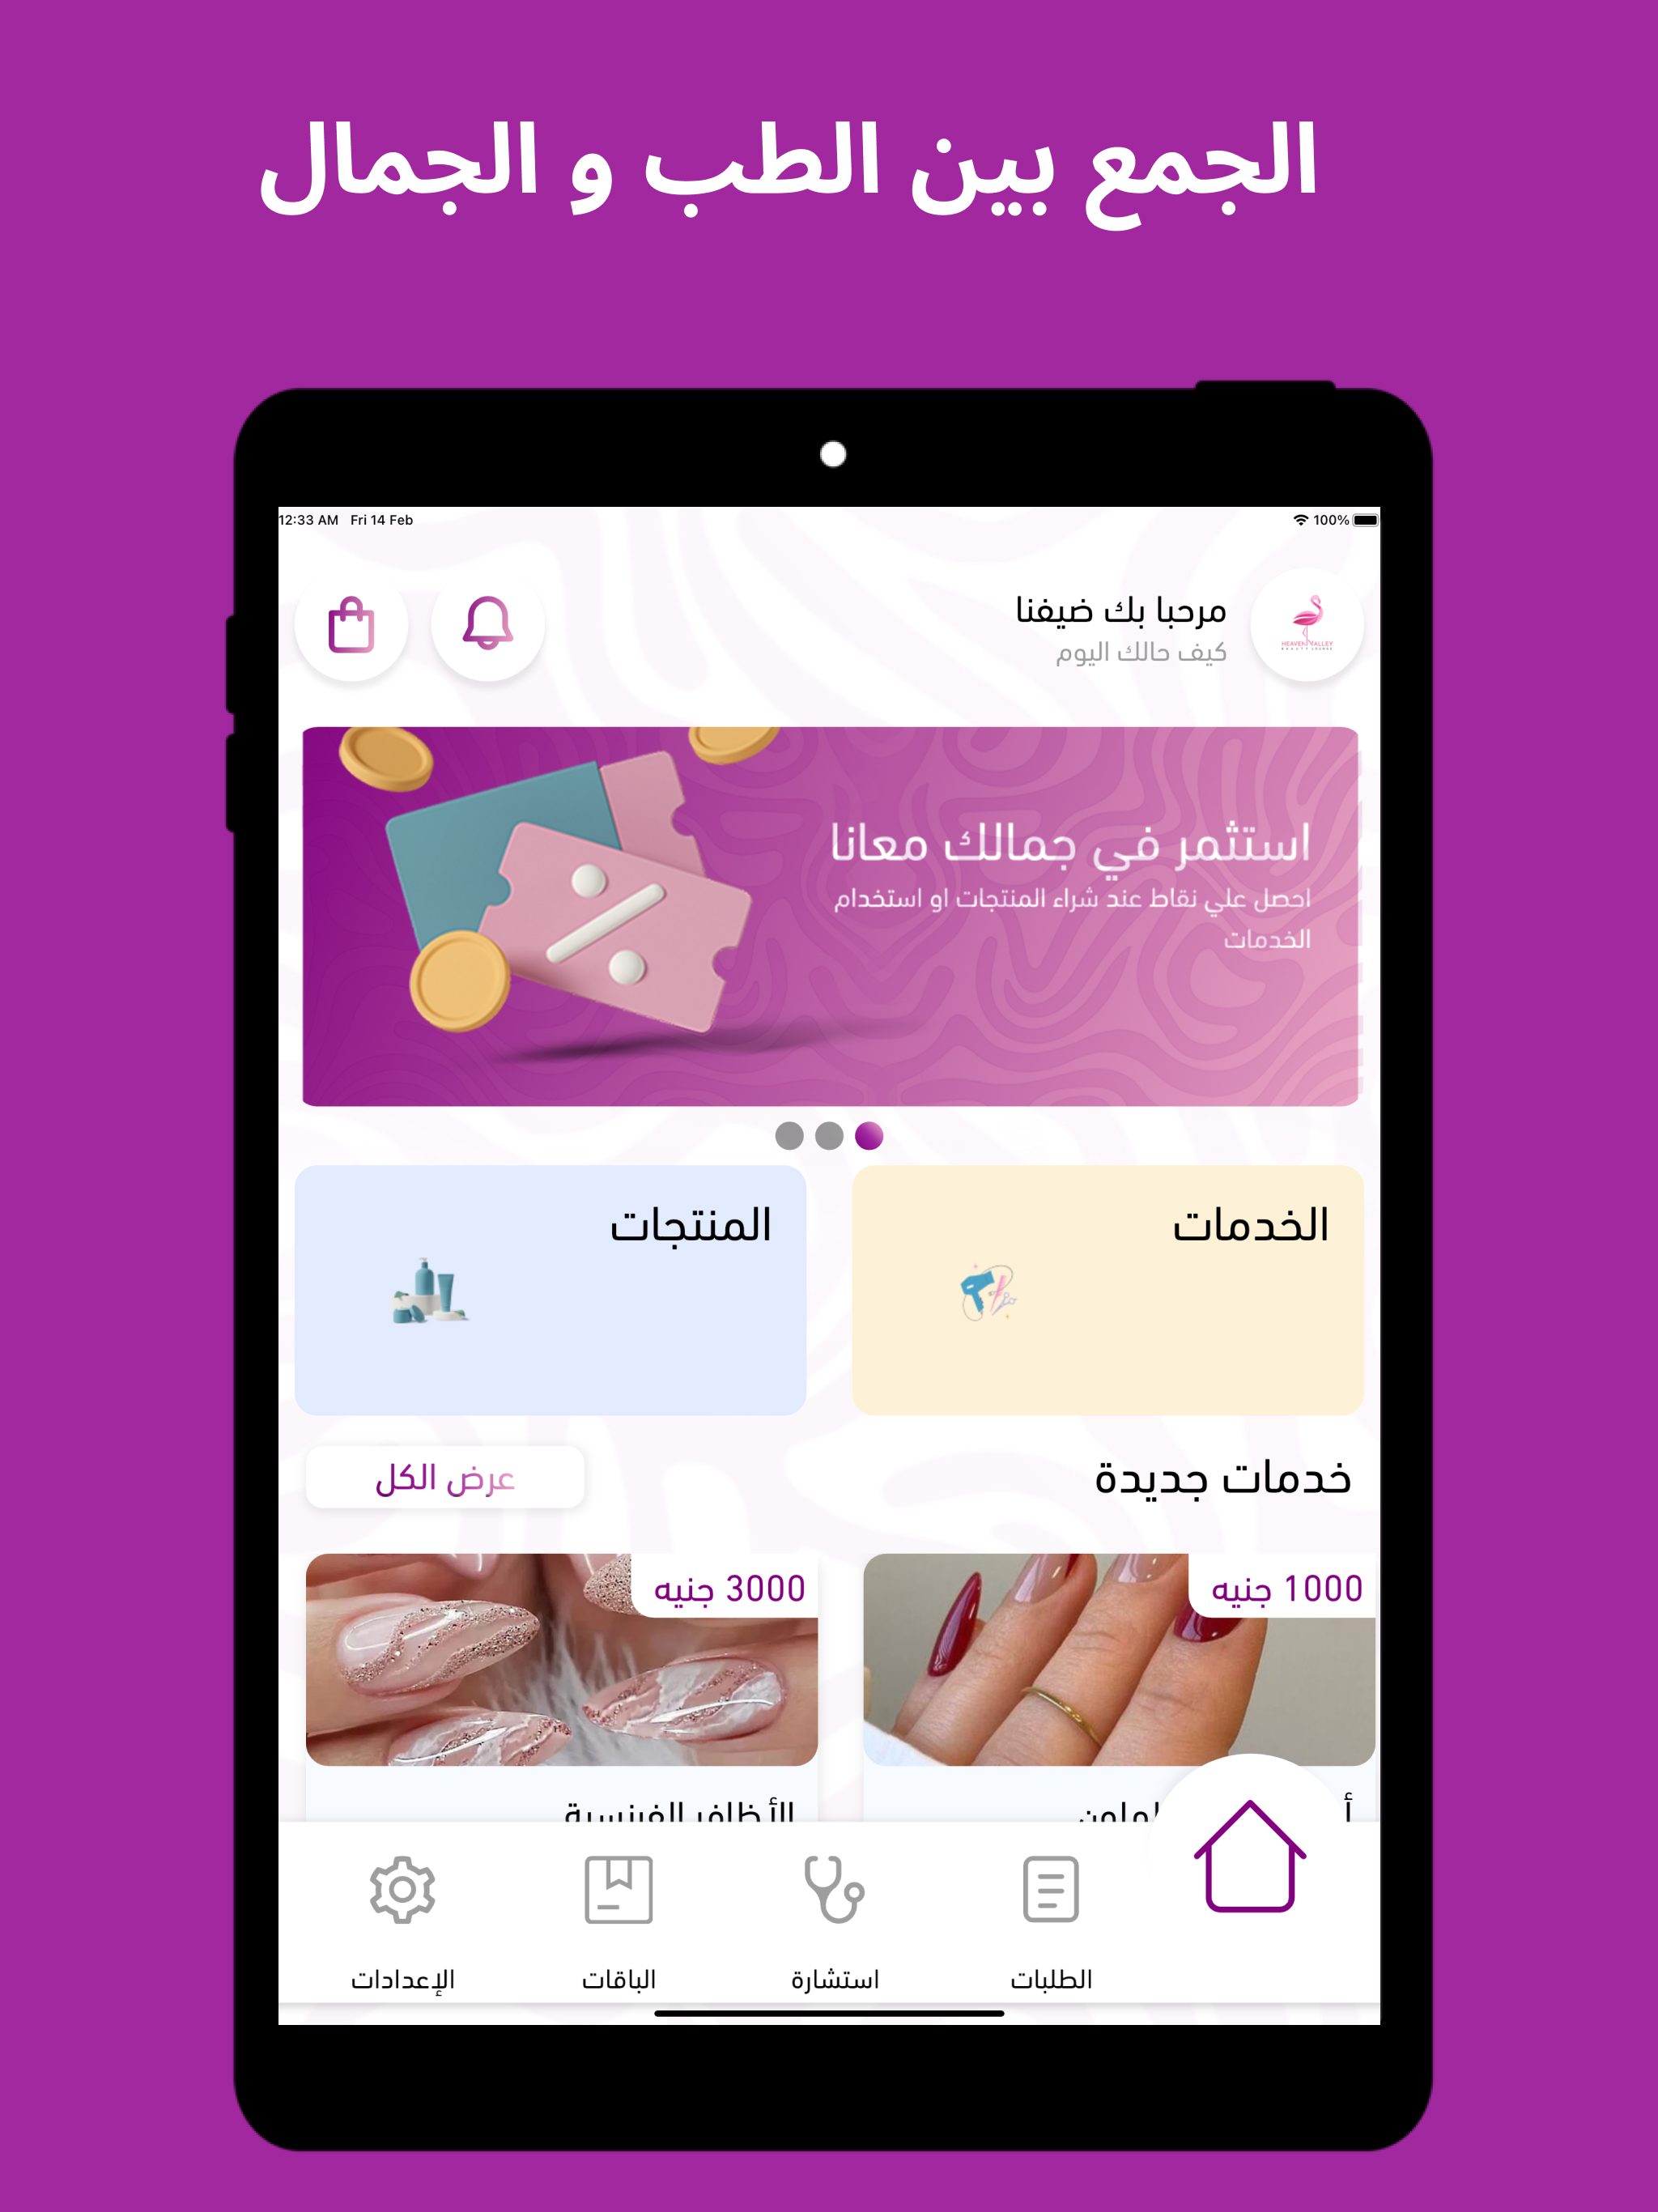 الجمع بين الطب و الجمال
12:33 AM Fri 14 Feb
100%
مرحبا بك ضيفنا
كيف حالك اليوم
HEAVEN VALLEY
BEAUTY LOUNGE
استثمر في جمالك معانا
احصل علي نقاط عند شراء المنتجات او استخدام
الخدمات
الخدمات
المنتجات
خدمات جديدة
عرض الكل
1000 جنيه
3000 جنيه
الأظافر الفرنسية
الطلبات
استشارة
الباقات
الإعدادات